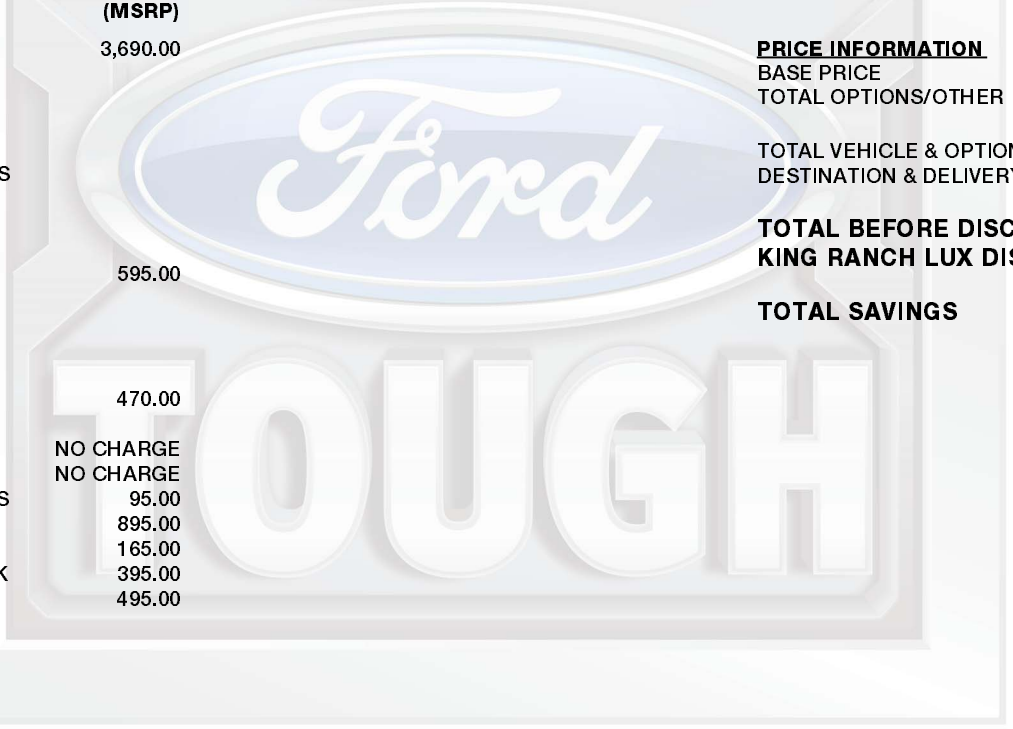 (MSRP)
3,690.00
S
595.00
470.00
NO CHARGE
NO CHARGE
S 95.00
895.00
165.00
K 395.00
495.00
PRICE INFORMATION
BASE PRICE
TOTAL OPTIONS/OTHER
TOTAL VEHICLE & OPTION
DESTINATION & DELIVERY
TOTAL BEFORE DISC
KING RANCH LUX DIS
TOTAL SAVINGS
Ford
TOUGH